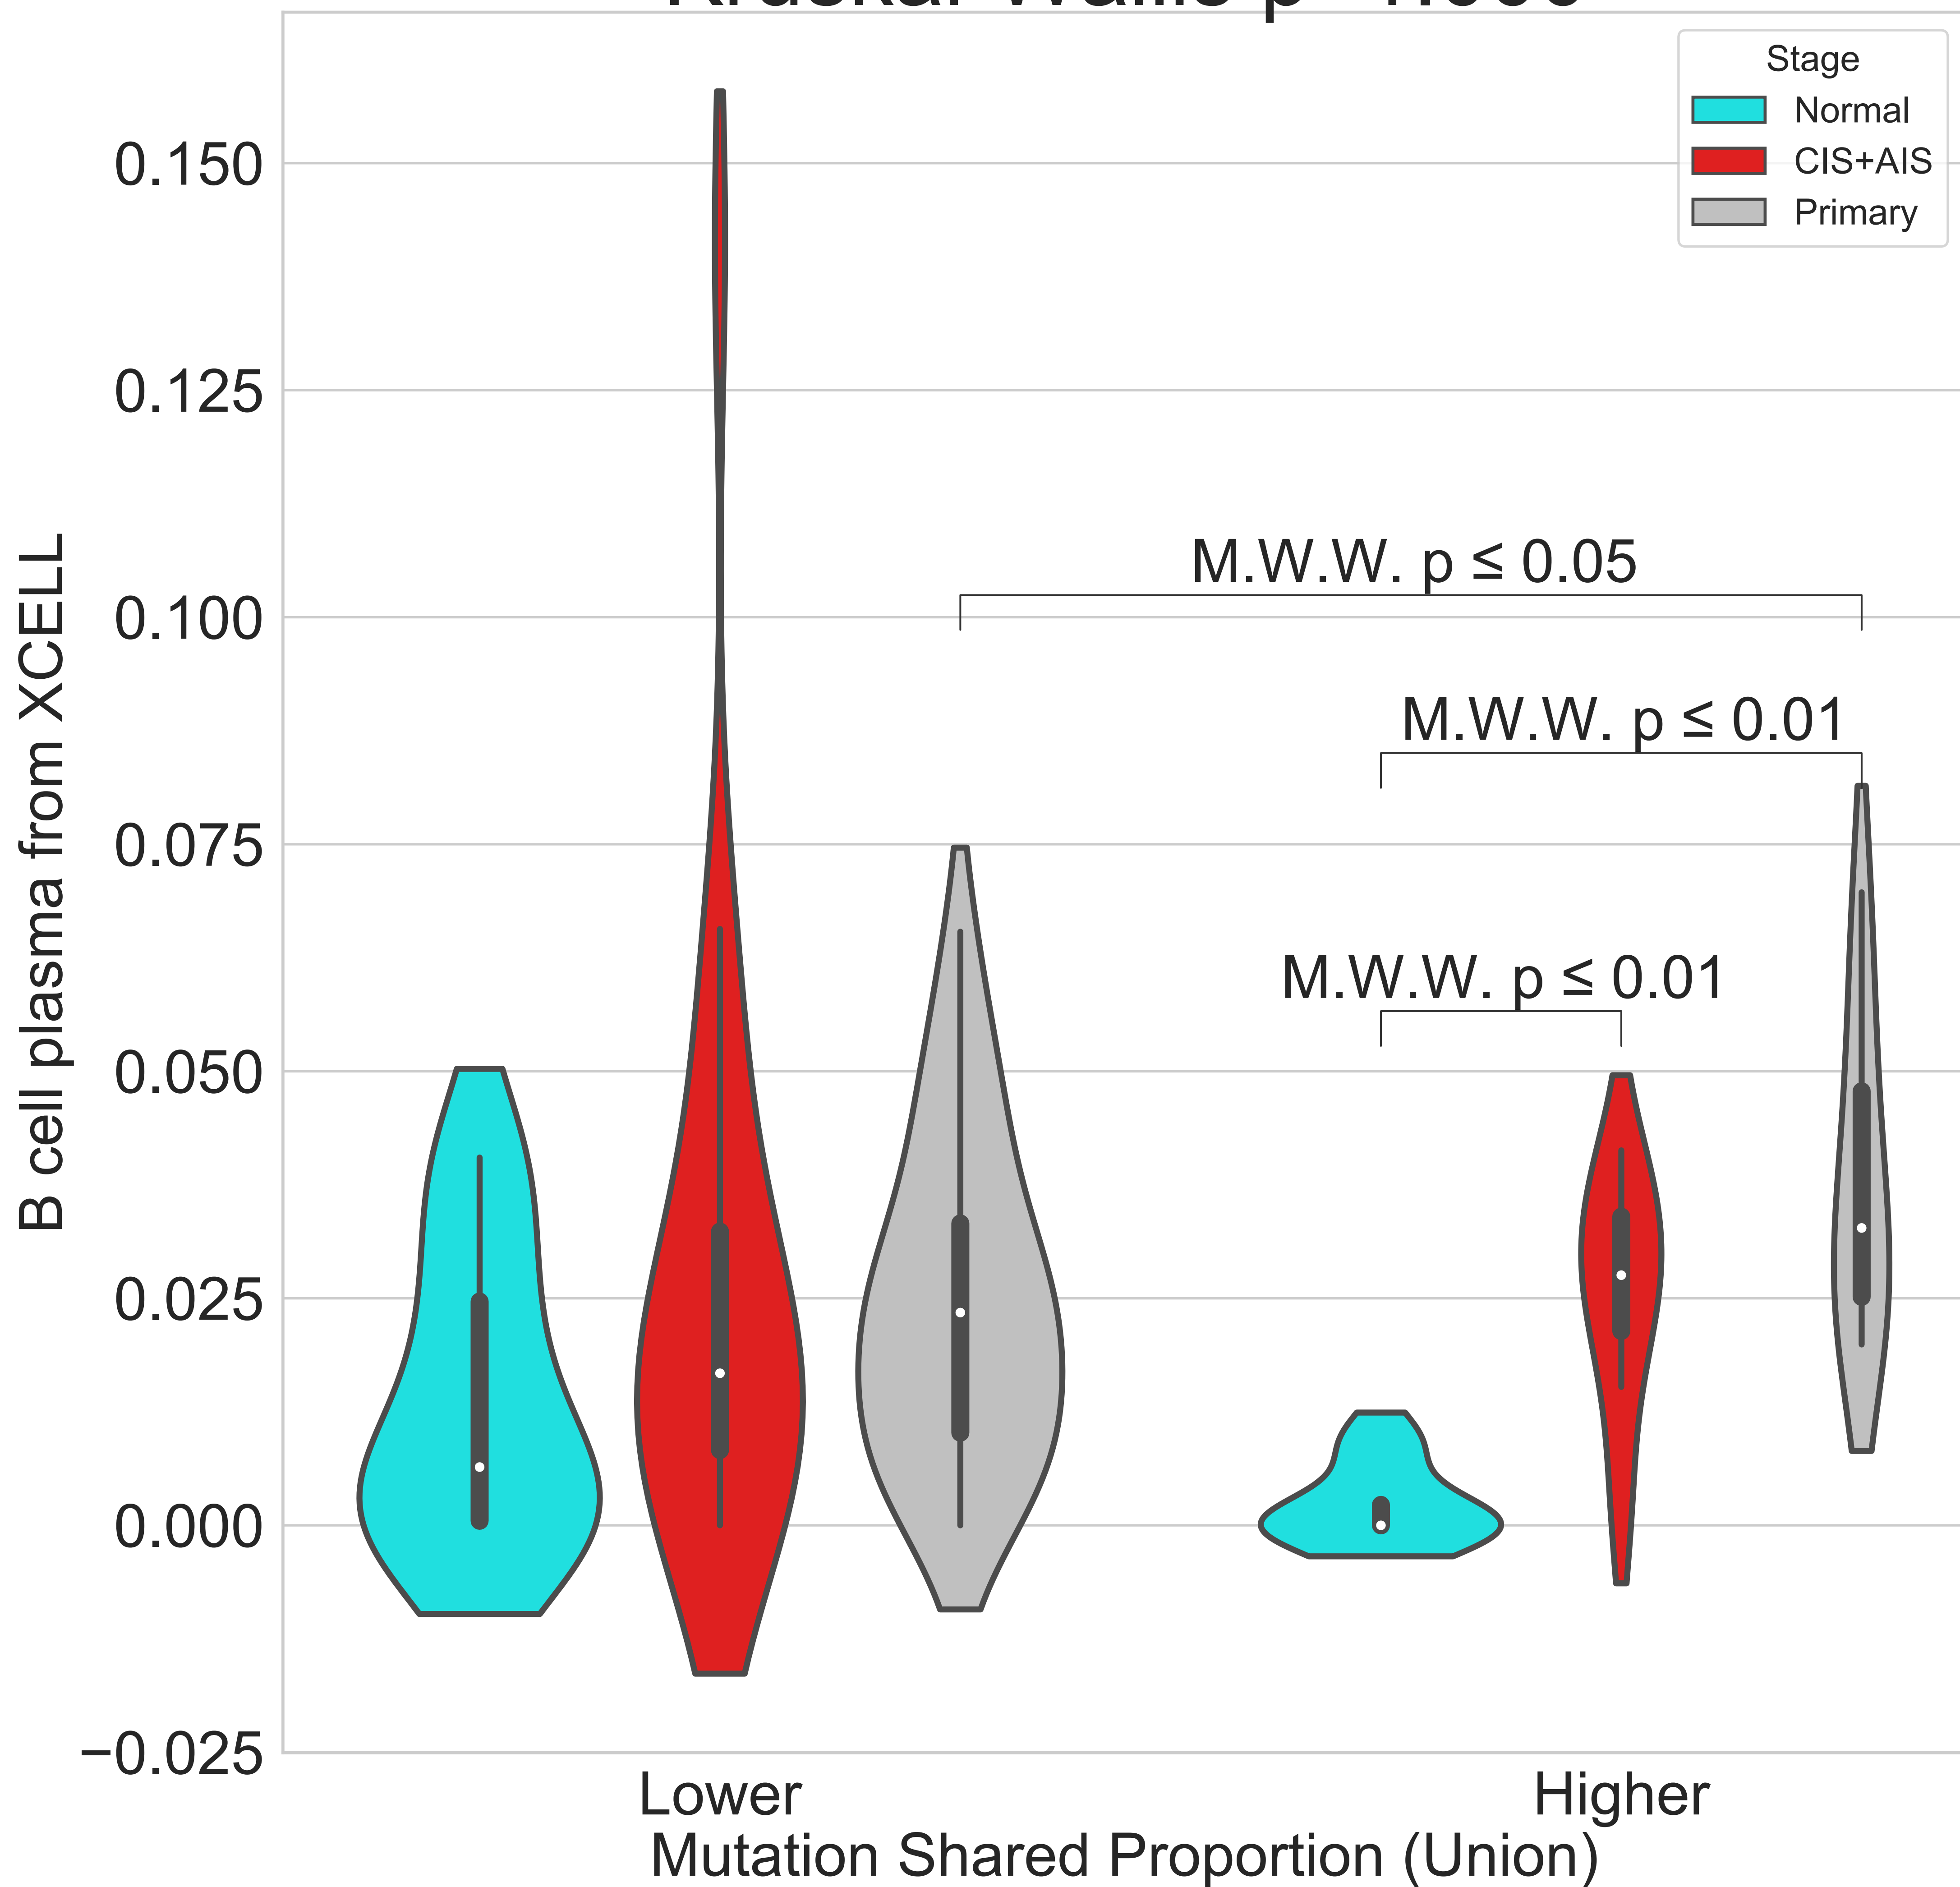 Stage
Normal
CIS+AIS
Primary
0.150
0.125
0.100
0.075
0.050
0.025
0.000
−0.025
B cell plasma from XCELL
M.W.W. p ≤ 0.05
M.W.W. p ≤ 0.01
M.W.W. p ≤ 0.01
Lower
Higher
Mutation Shared Proportion (Union)